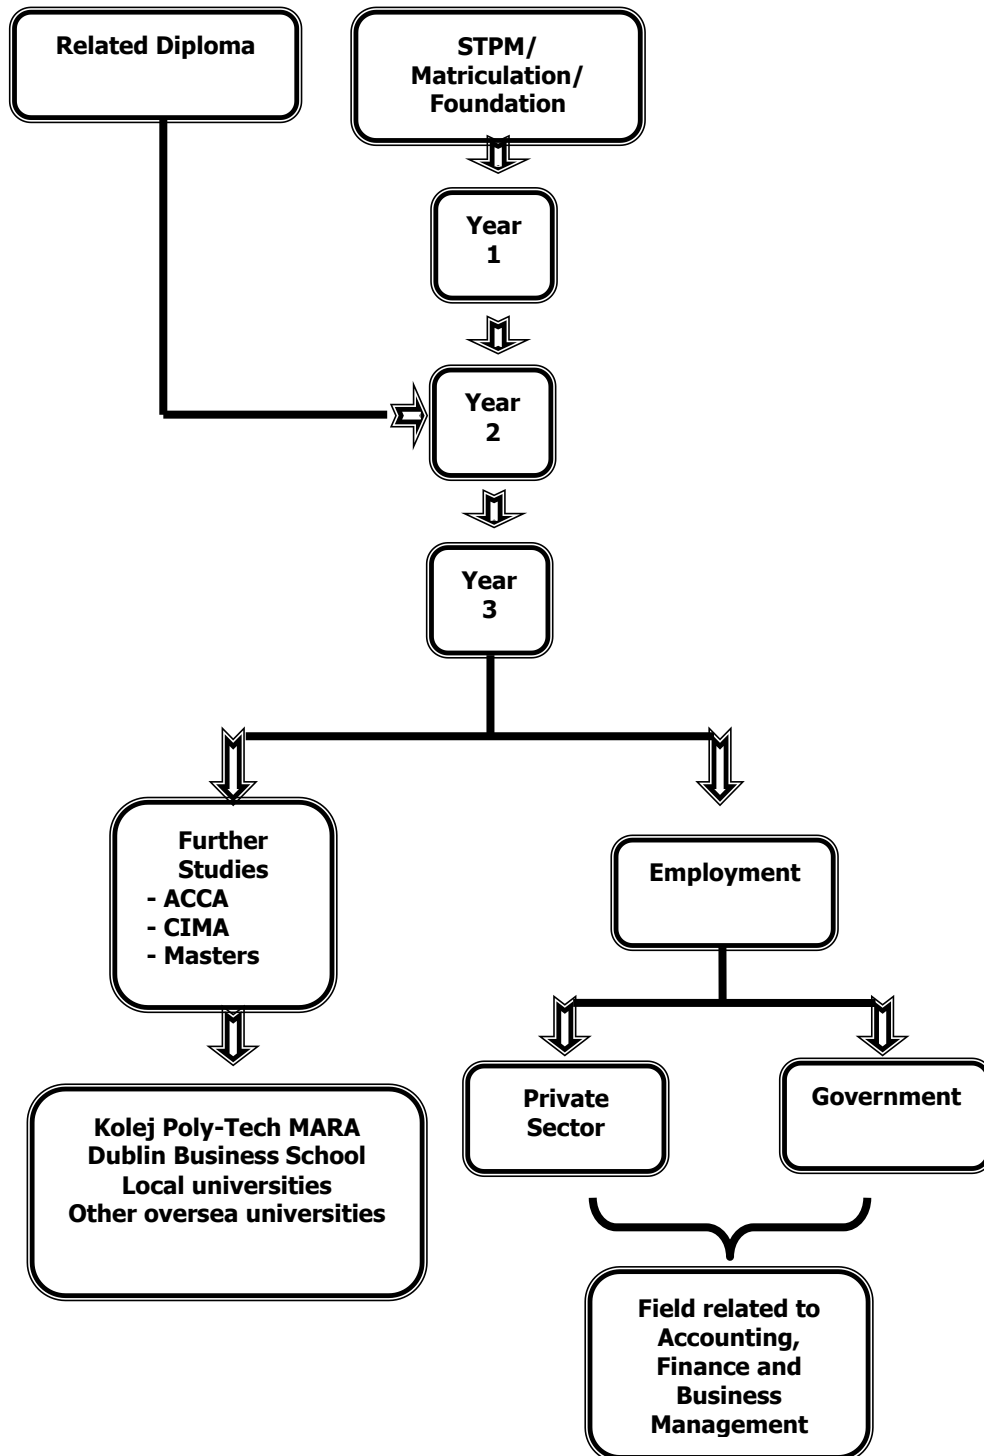 Related Diploma
STPM/
Matriculation/
Foundation
Year
1
Year
2
Year
3
Further
Studies
- ACCA
- CIMA
- Masters
Employment
Kolej Poly-Tech MARA
Dublin Business School
Local universities
Other oversea universities
Private
Sector
Government
Field related to
Accounting,
Finance and
Business
Management